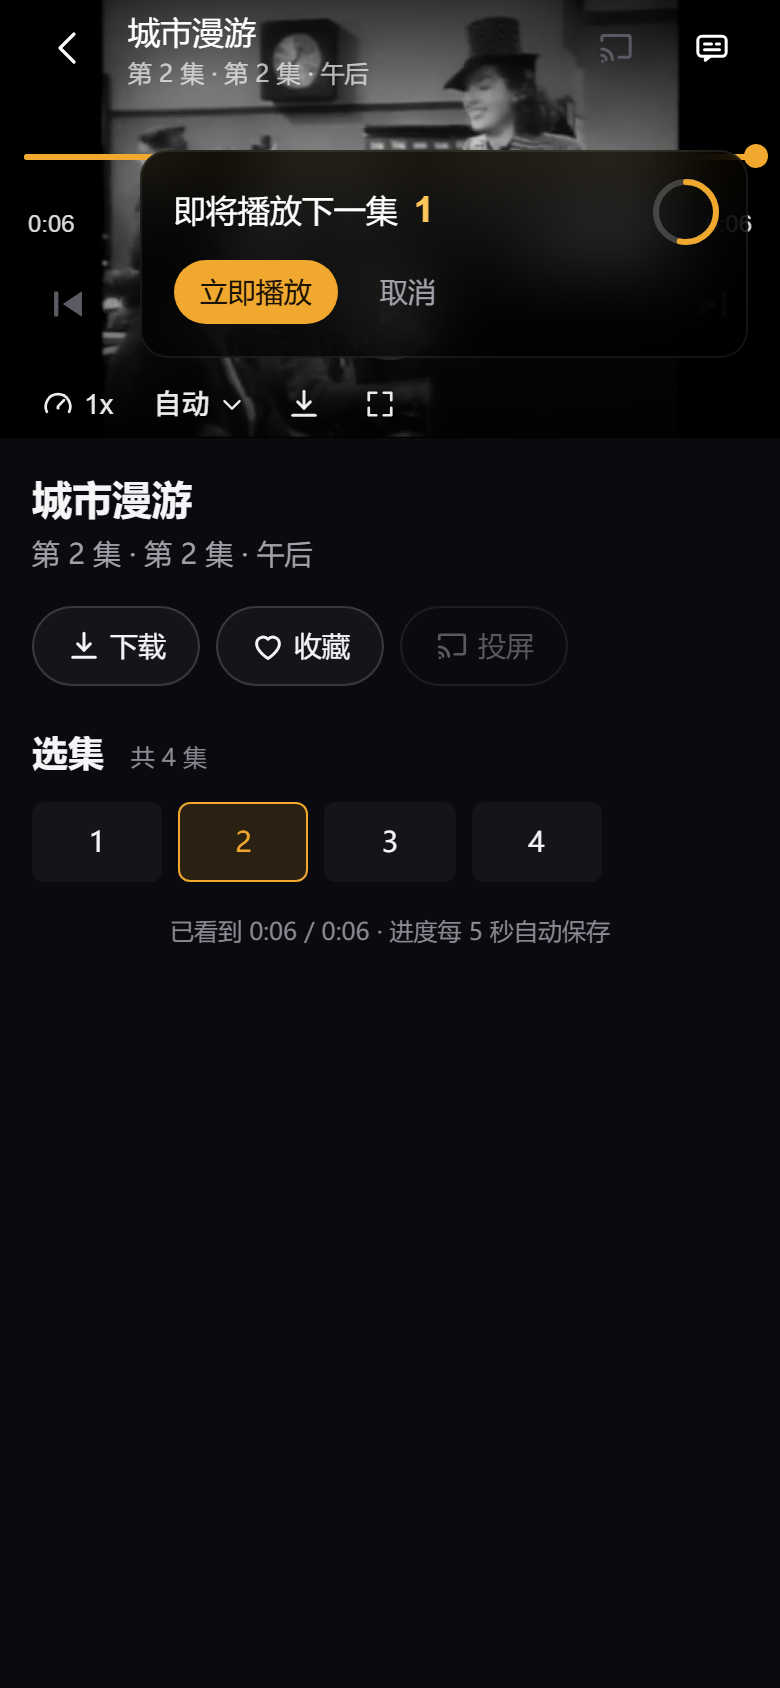 城市漫游
第 2 集 · 第 2 集 · 午后
0:06
:06
即将播放下一集 1
立即播放 取消
1x 自动
城市漫游
第 2 集 · 第 2 集 · 午后
下载 收藏 投屏
选集 共 4 集
1 2 3 4
已看到 0:06 / 0:06 · 进度每 5 秒自动保存